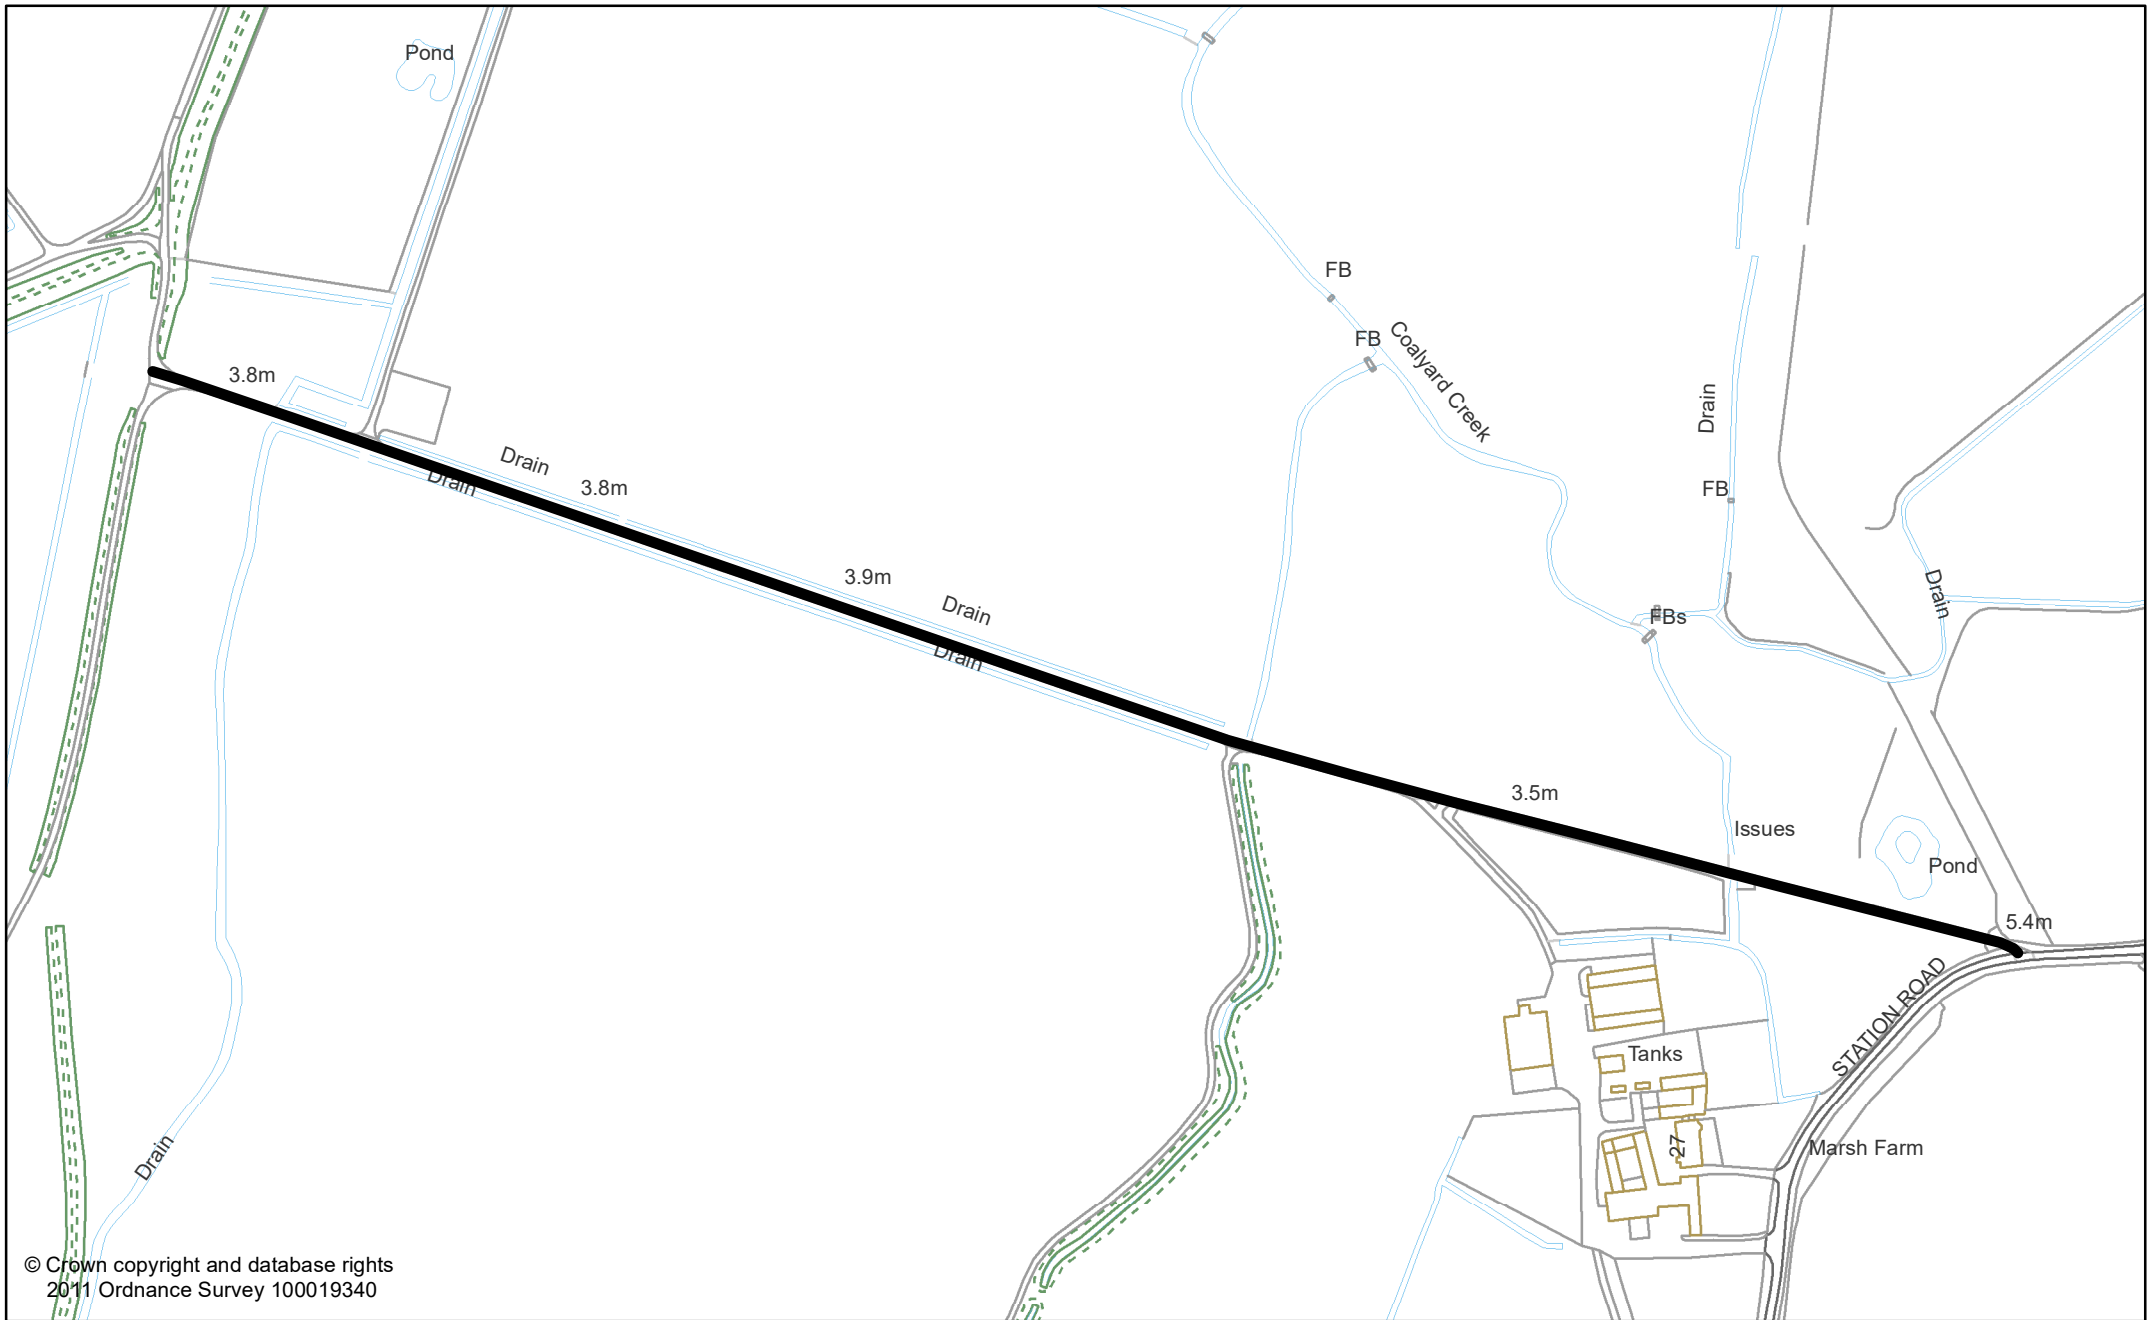 Pond
FB
FB
Coalyard Creek
3.8m
Drain
Drain
Drain
3.8m
FB
3.9m
Drain
Drain
FBs
Drain
Drain
3.5m
Issues
Pond
5.4m
STATION ROAD
Tanks
27
Marsh Farm
Drain
© Crown copyright and database rights
2011 Ordnance Survey 100019340